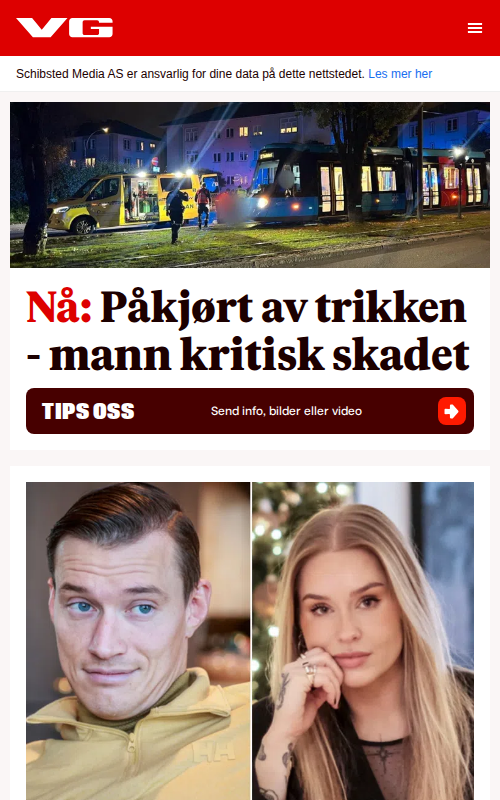 VG
Schibsted Media AS er ansvarlig for dine data på dette nettstedet. Les mer her
Nå: Påkjørt av trikken
- mann kritisk skadet
TIPS OSS
Send info, bilder eller video